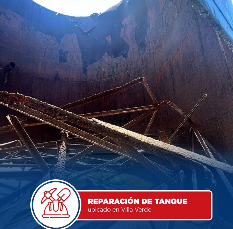 REPARACIÓN DE TANQUE
ubicado en Villa Verde